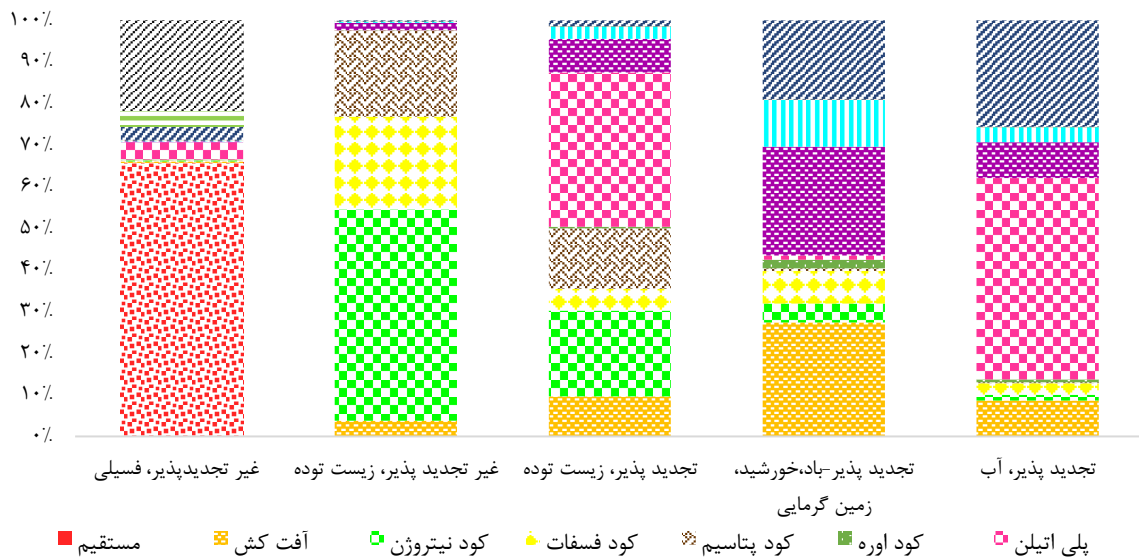 ۱۰۰٪
۹۰٪
۸۰٪
۷۰٪
۶۰٪
۵۰٪
۴۰٪
۳۰٪
۲۰٪
۱۰٪
۰٪
غیر تجدیدپذیر، فسیلی
غیر تجدید پذیر، زیست توده
تجدید پذیر، زیست توده
تجدید پذیر-باد،خورشید،
زمین گرمایی
تجدید پذیر، آب
مستقیم
آفت کش
کود نیتروژن
کود فسفات
کود پتاسیم
کود اوره
پلی اتیلن